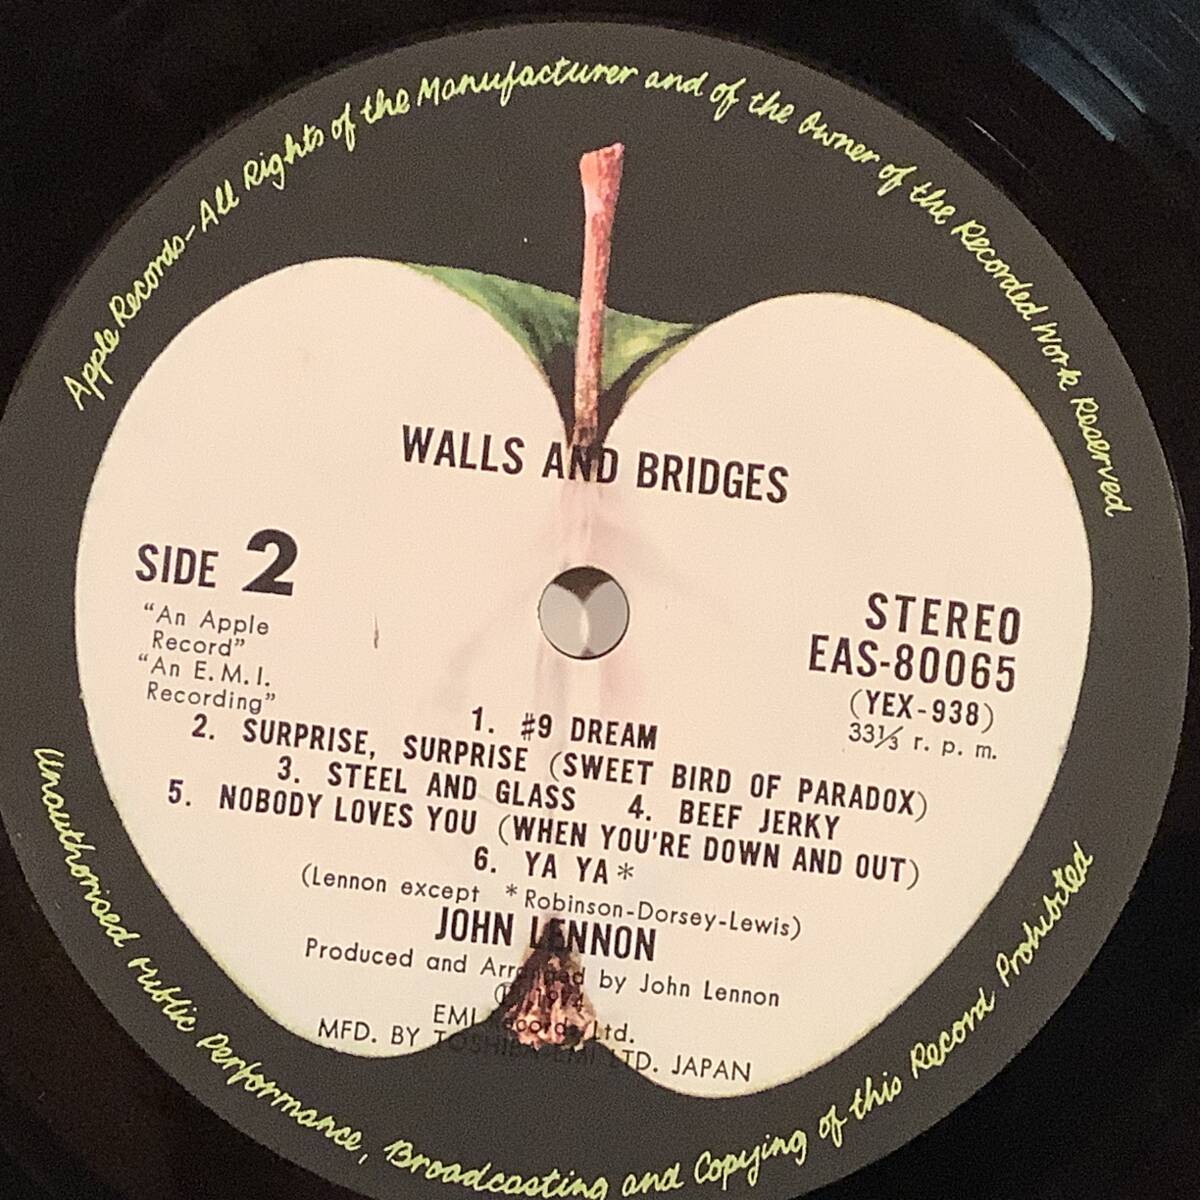 Apple Records-All Rights of the Manufacturer and of the Owner of the Recorded Work Reserved
WALLS AND BRIDGES
SIDE 2
"An Apple
Record"
"An E.M.I.
Recording"
STEREO
EAS-80065
(YEX-938)
33⅓ r. p. m.
1. #9 DREAM
2. SURPRISE, SURPRISE (SWEET BIRD OF PARADOX)
3. STEEL AND GLASS 4. BEEF JERKY
5. NOBODY LOVES YOU (WHEN YOU'RE DOWN AND OUT)
6. YA YA*
(Lennon except *Robinson-Dorsey-Lewis)
JOHN LENNON
Produced and Arranged by John Lennon
Ⓟ 1974
EMI Records Ltd.
MFD. BY TOSHIBA-EMI LTD. JAPAN
Unauthorised Public Performance, Broadcasting and Copying of this Record Prohibited